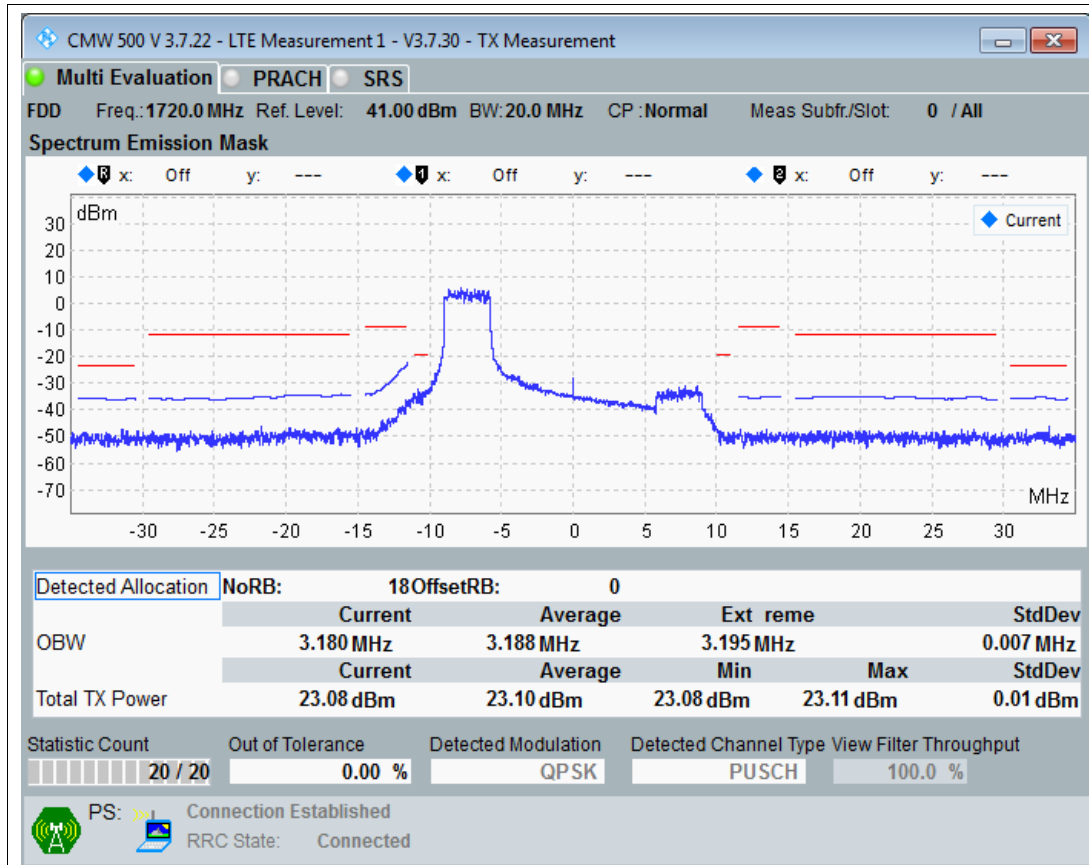 CMW 500 V 3.7.22 - LTE Measurement 1 - V3.7.30 - TX Measurement
Multi Evaluation PRACH SRS
FDD Freq.: 1720.0 MHz Ref. Level: 41.00 dBm BW: 20.0 MHz CP : Normal Meas Subfr./Slot: 0 / All
Spectrum Emission Mask
R x: Off y: --- 1 x: Off y: --- 2 x: Off y: ---
dBm
Current
30
20
10
0
-10
-20
-30
-40
-50
-60
-70
MHz
-30 -25 -20 -15 -10 -5 0 5 10 15 20 25 30
Detected Allocation NoRB: 18 OffsetRB: 0
Current Average Ext reme StdDev
OBW 3.180 MHz 3.188 MHz 3.195 MHz 0.007 MHz
Current Average Min Max StdDev
Total TX Power 23.08 dBm 23.10 dBm 23.08 dBm 23.11 dBm 0.01 dBm
Statistic Count Out of Tolerance Detected Modulation Detected Channel Type View Filter Throughput
20 / 20 0.00 % QPSK PUSCH 100.0 %
PS: Connection Established
RRC State: Connected